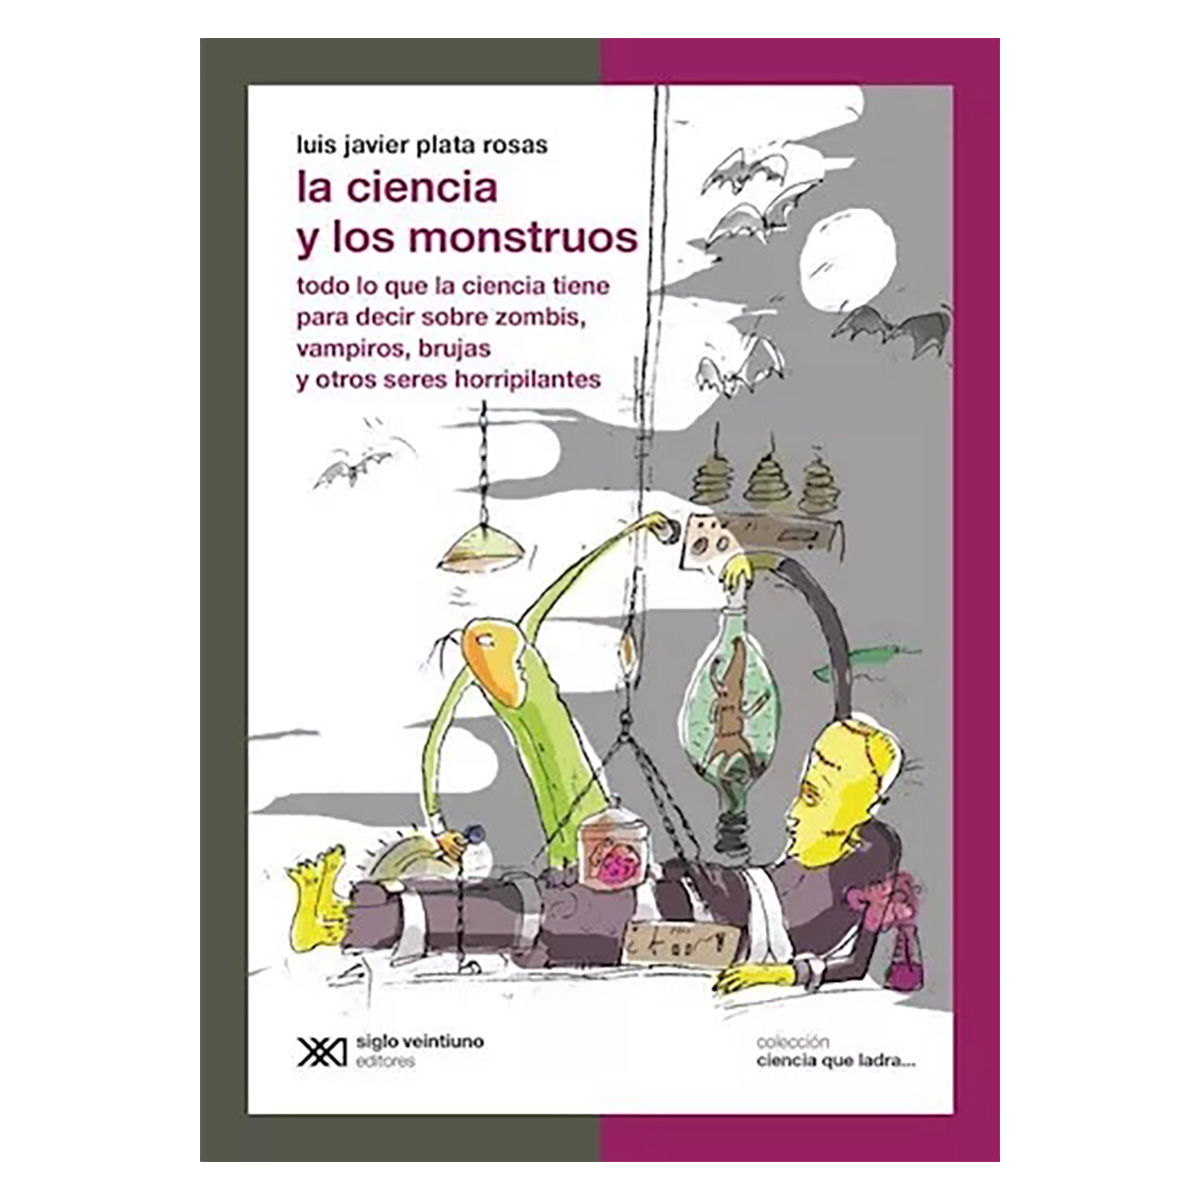 luis javier plata rosas
la ciencia
y los monstruos
todo lo que la ciencia tiene
para decir sobre zombis,
vampiros, brujas
y otros seres horripilantes
siglo veintiuno
editores
colección
ciencia que ladra...